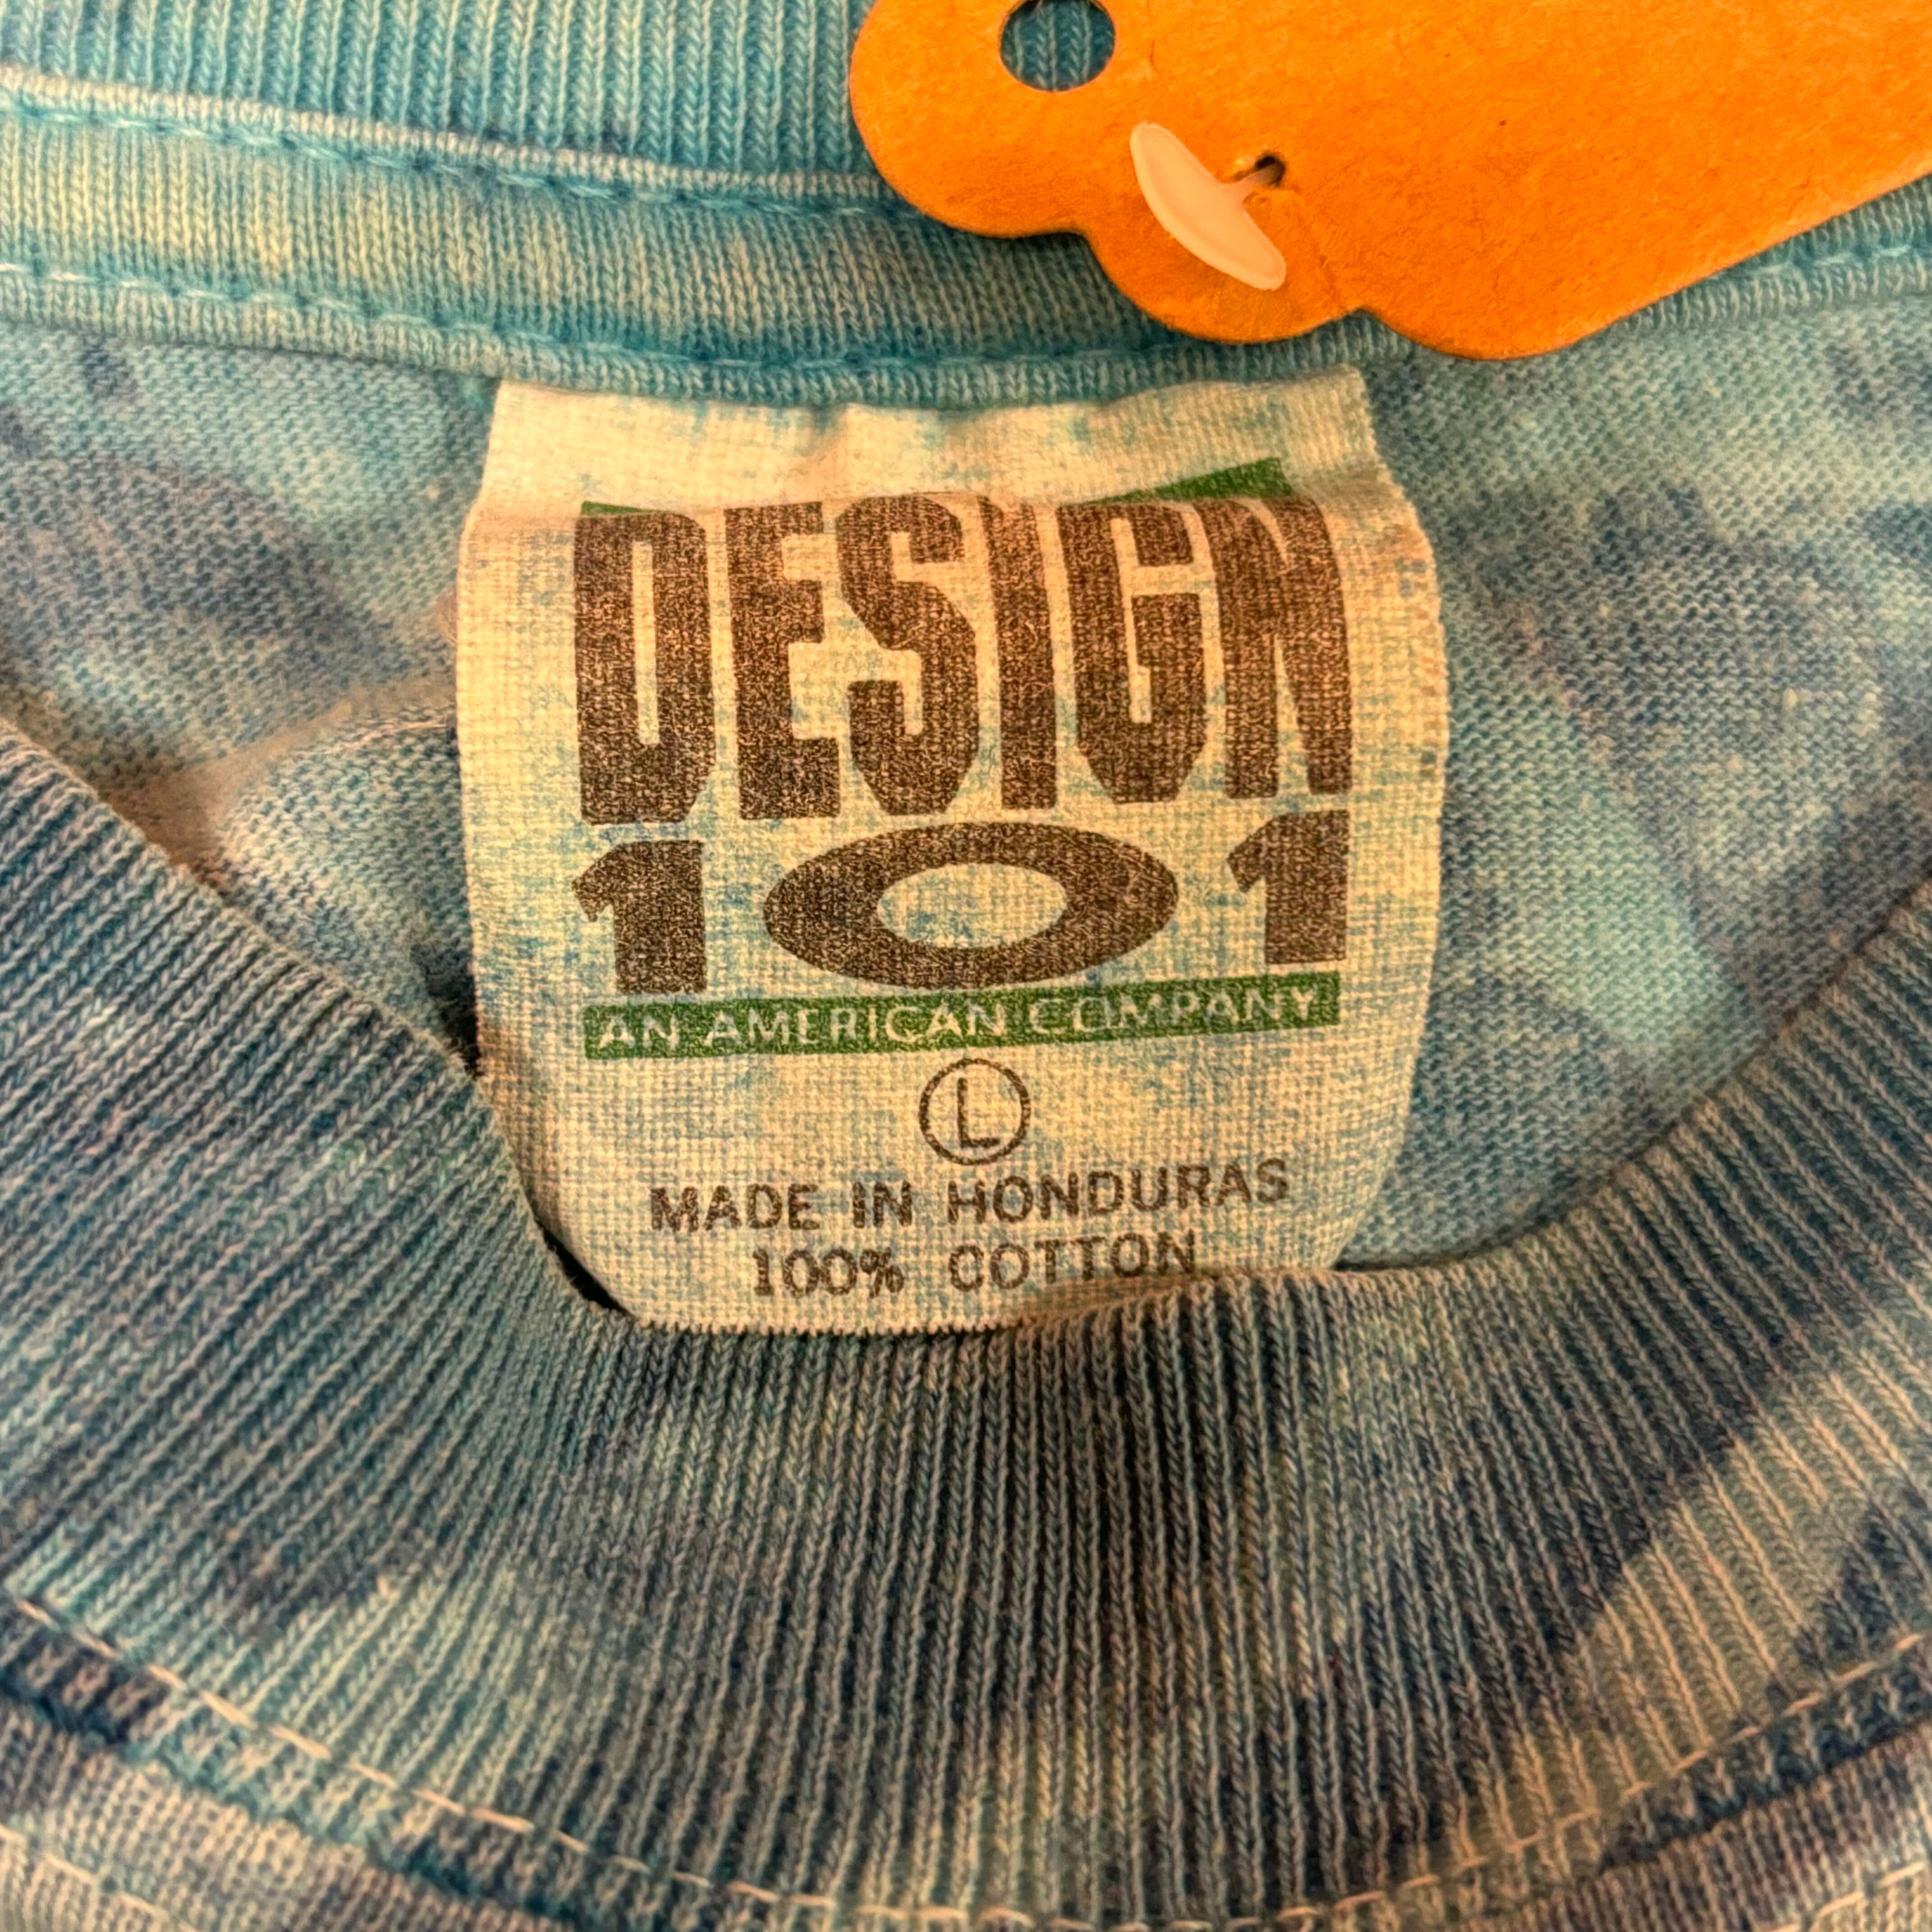 DESIGN
101
AN AMERICAN COMPANY
L
MADE IN HONDURAS
100% COTTON